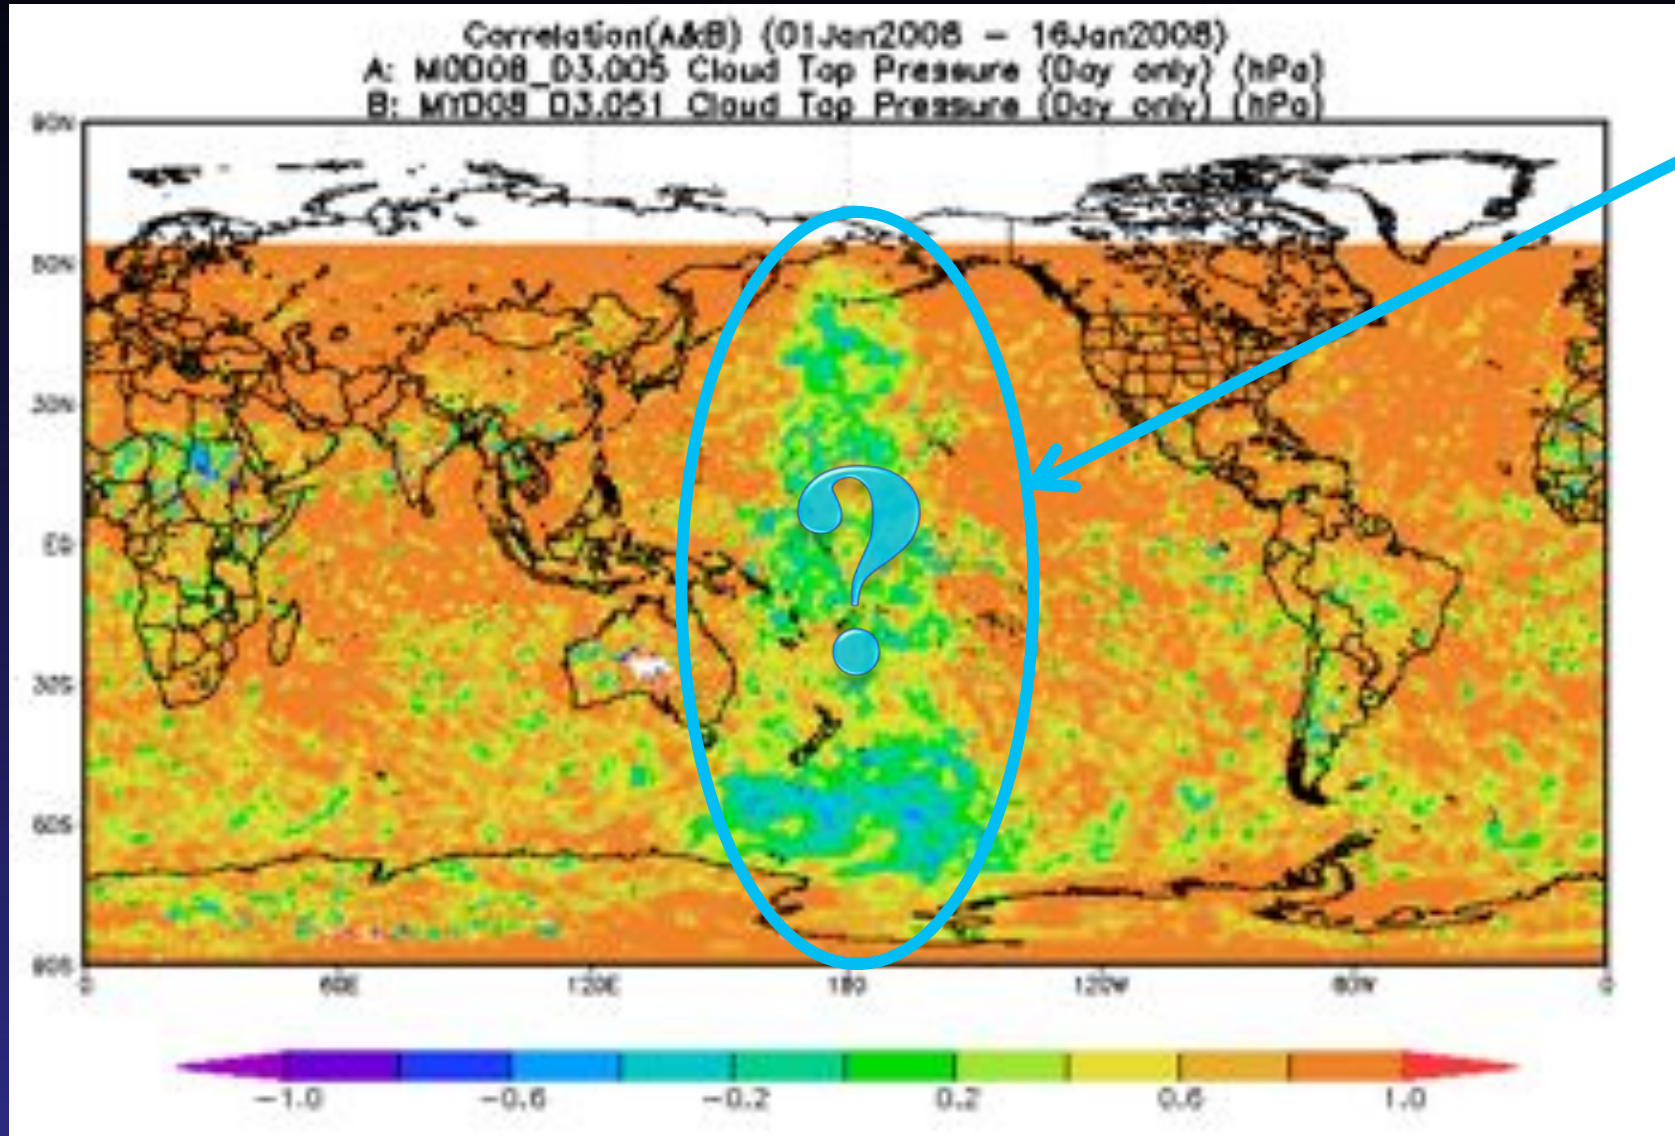 Correlation(A&B) (01Jan2008 – 16Jan2008)
A: MOD08_D3.005 Cloud Top Pressure (Day only) (hPa)
B: MYD08_D3.051 Cloud Top Pressure (Day only) (hPa)
90N
60N
30N
EQ
30S
60S
90S
0 60E 120E 180 120W 60W 0
?
−1.0 −0.6 −0.2 0.2 0.6 1.0